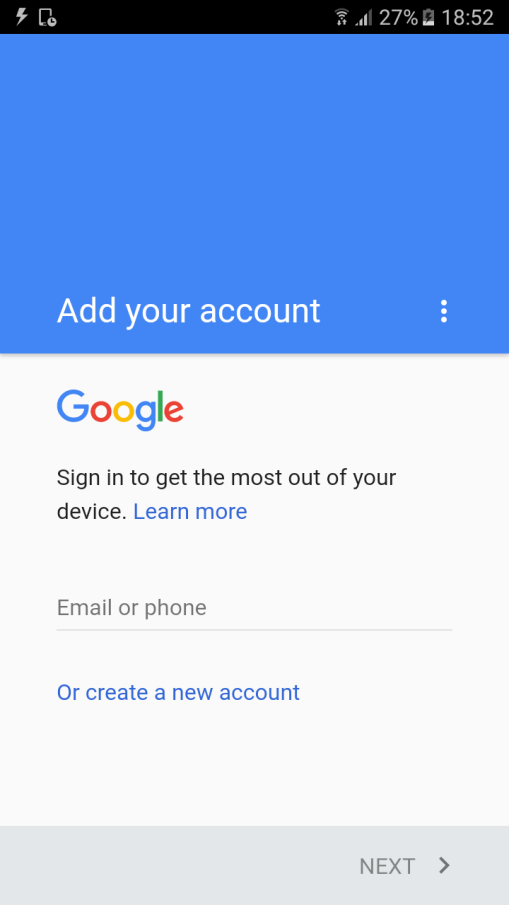 27% 18:52
Add your account
Google
Sign in to get the most out of your
device. Learn more
Email or phone
Or create a new account
NEXT